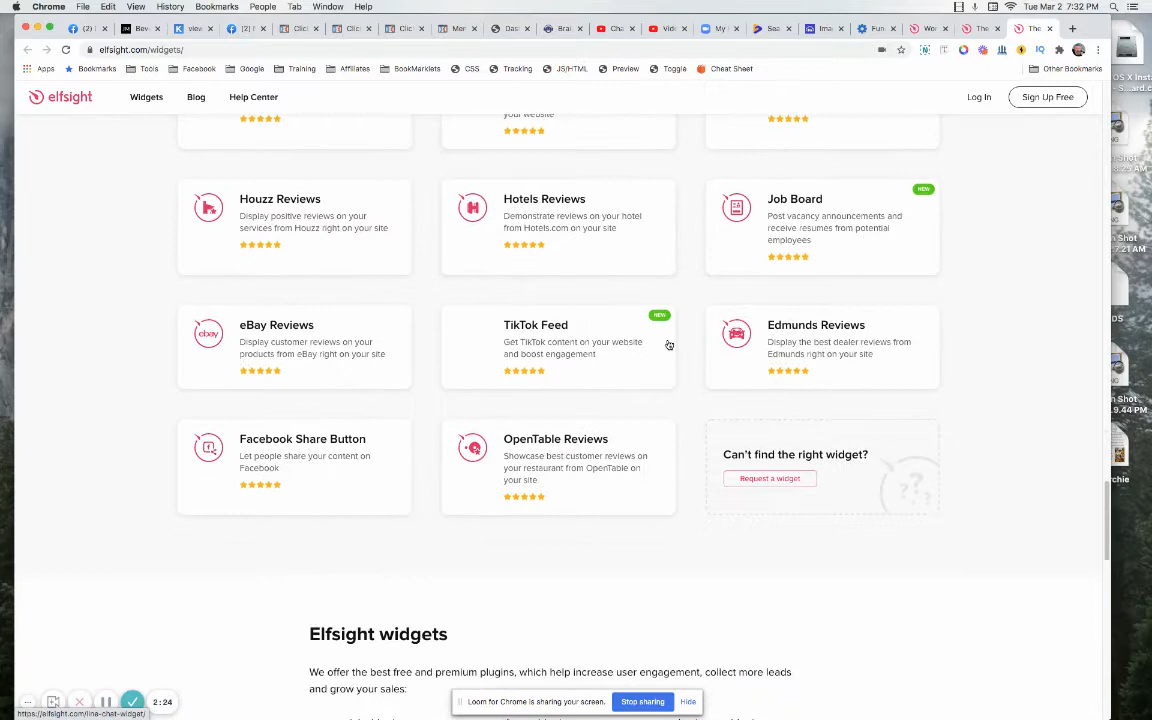 Chrome File Edit View History Bookmarks People Tab Window Help
Tue Mar 2 7:32 PM
elfsight.com/widgets/
Apps Bookmarks Tools Facebook Google Training Affiliates BookMarklets CSS Tracking JS/HTML Preview Toggle Cheat Sheet Other Bookmarks
elfsight Widgets Blog Help Center Log In Sign Up Free
your website
Houzz Reviews
Display positive reviews on your
services from Houzz right on your site
Hotels Reviews
Demonstrate reviews on your hotel
from Hotels.com on your site
NEW
Job Board
Post vacancy announcements and
receive resumes from potential
employees
ebay
eBay Reviews
Display customer reviews on your
products from eBay right on your site
NEW
TikTok Feed
Get TikTok content on your website
and boost engagement
Edmunds Reviews
Display the best dealer reviews from
Edmunds right on your site
Facebook Share Button
Let people share your content on
Facebook
OpenTable Reviews
Showcase best customer reviews on
your restaurant from OpenTable on
your site
Can't find the right widget?
Request a widget
Elfsight widgets
We offer the best free and premium plugins, which help increase user engagement, collect more leads
and grow your sales:
Loom for Chrome is sharing your screen. Stop sharing Hide
2:24
https://elfsight.com/line-chat-widget/